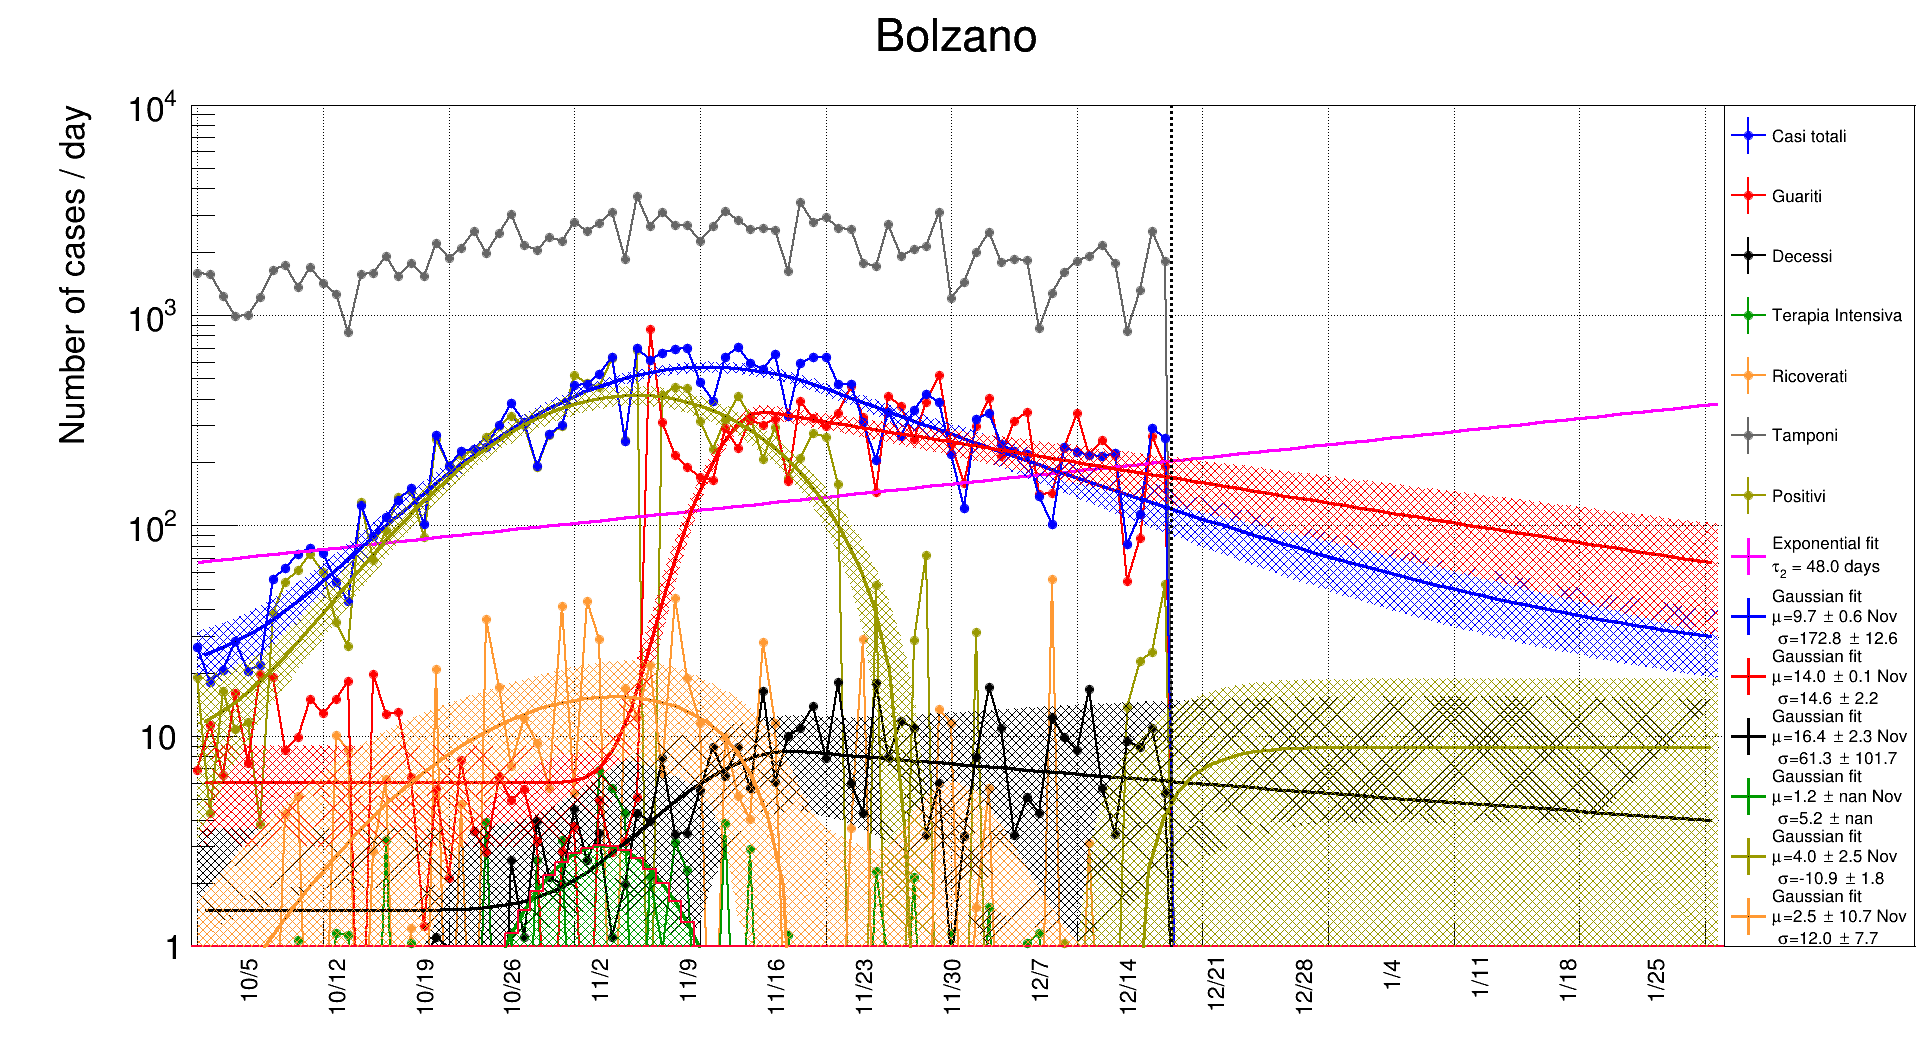 Bolzano
Number of cases / day
10⁴
10³
10²
10
1
10/5
10/12
10/19
10/26
11/2
11/9
11/16
11/23
11/30
12/7
12/14
12/21
12/28
1/4
1/11
1/18
1/25
Casi totali
Guariti
Decessi
Terapia Intensiva
Ricoverati
Tamponi
Positivi
Exponential fit
τ₂ = 48.0 days
Gaussian fit
μ=9.7 ± 0.6 Nov
σ=172.8 ± 12.6
Gaussian fit
μ=14.0 ± 0.1 Nov
σ=14.6 ± 2.2
Gaussian fit
μ=16.4 ± 2.3 Nov
σ=61.3 ± 101.7
Gaussian fit
μ=1.2 ± nan Nov
σ=5.2 ± nan
Gaussian fit
μ=4.0 ± 2.5 Nov
σ=-10.9 ± 1.8
Gaussian fit
μ=2.5 ± 10.7 Nov
σ=12.0 ± 7.7